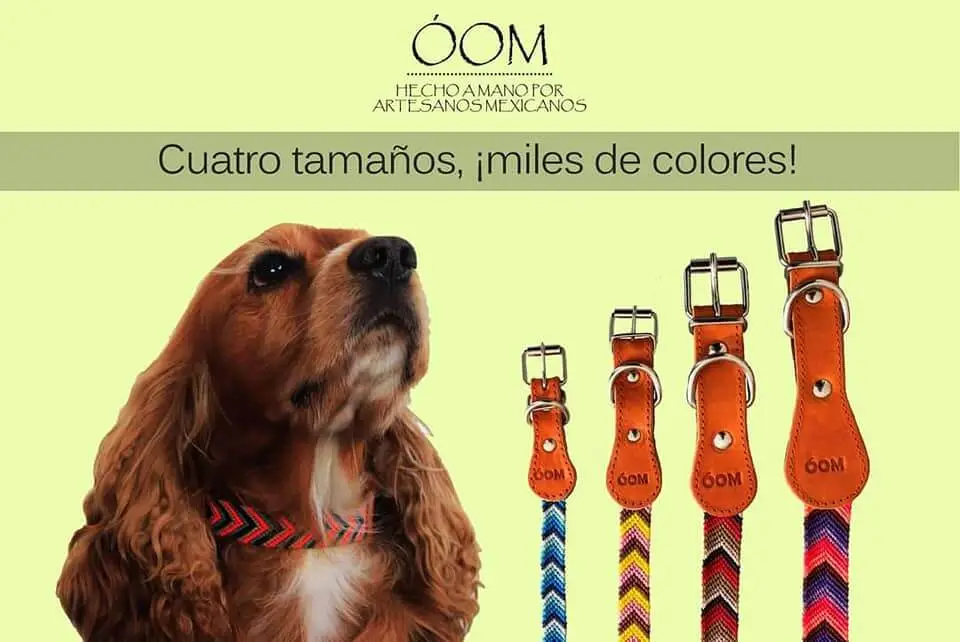 ÓOM
HECHO A MANO POR
ARTESANOS MEXICANOS
Cuatro tamaños, ¡miles de colores!
ÓOM
ÓOM
ÓOM
ÓOM